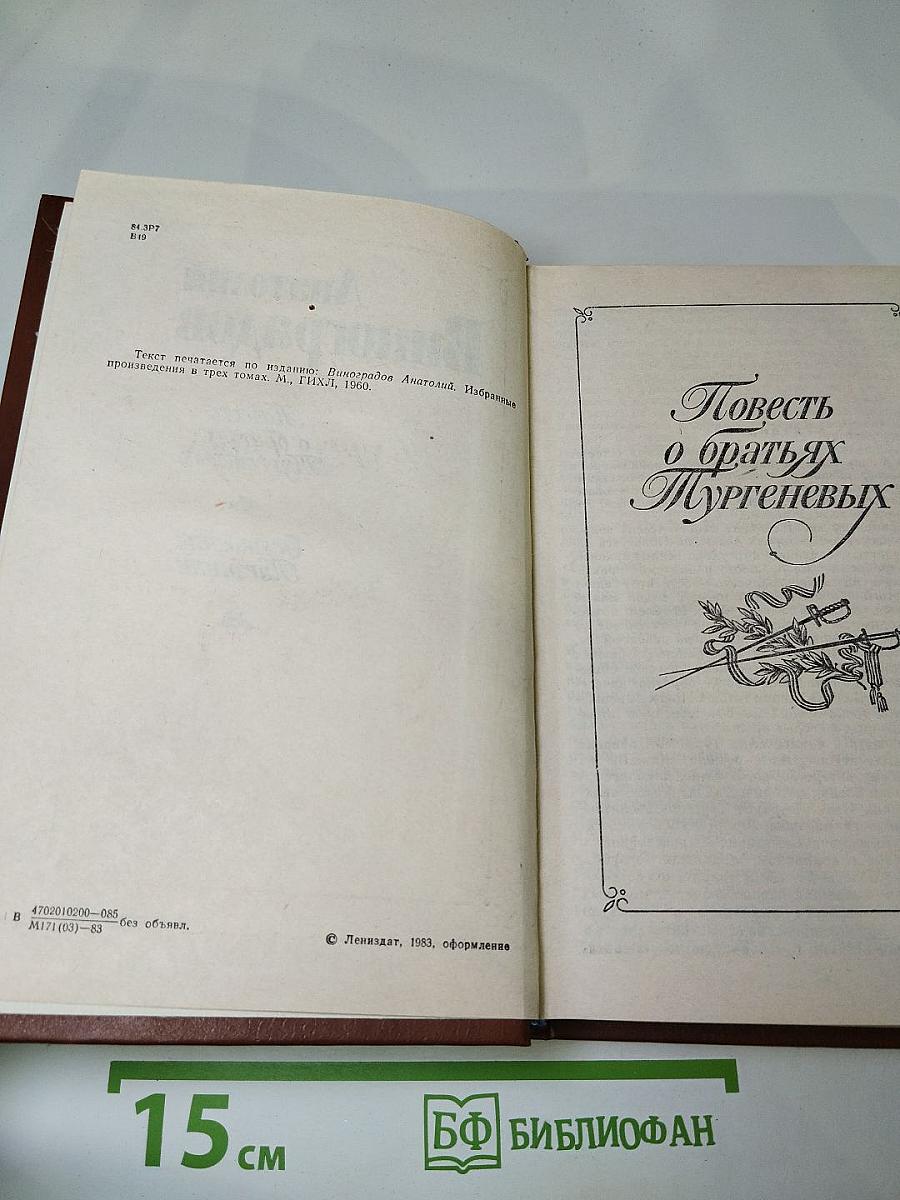 84.3Р7
В49
Текст печатается по изданию: Виноградов Анатолий. Избранные
произведения в трех томах. М., ГИХЛ, 1960.
В 4702010200—085
М171(03)—83 без объявл.
© Лениздат, 1983, оформление
Повесть
о братьях
Тургеневых
15 см
БФ БИБЛИОФАН